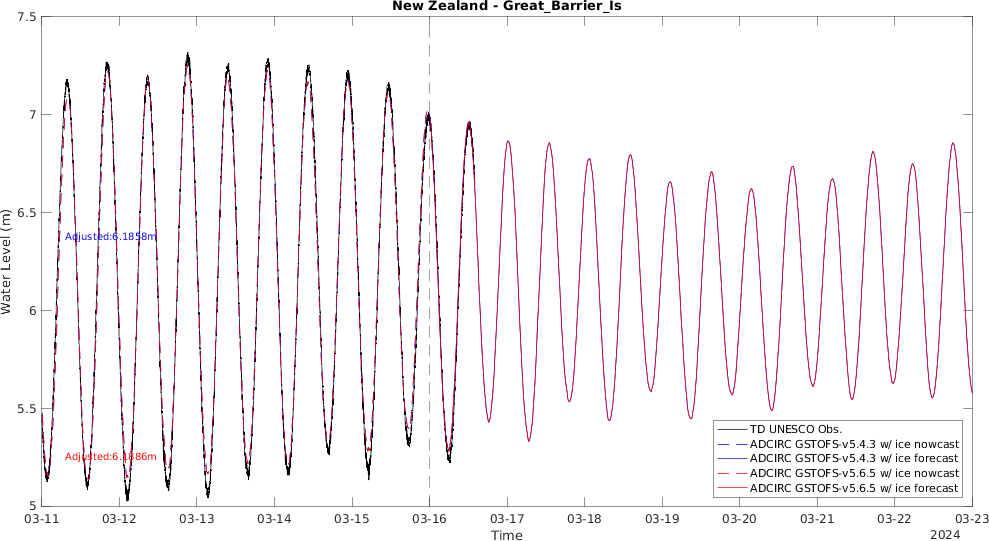 New Zealand - Great_Barrier_Is
7.5
7
6.5
6
5.5
5
Water Level (m)
Adjusted:6.1858m
Adjusted:6.1886m
TD UNESCO Obs.
ADCIRC GSTOFS-v5.4.3 w/ ice nowcast
ADCIRC GSTOFS-v5.4.3 w/ ice forecast
ADCIRC GSTOFS-v5.6.5 w/ ice nowcast
ADCIRC GSTOFS-v5.6.5 w/ ice forecast
03-11 03-12 03-13 03-14 03-15 03-16 03-17 03-18 03-19 03-20 03-21 03-22 03-23
Time
2024